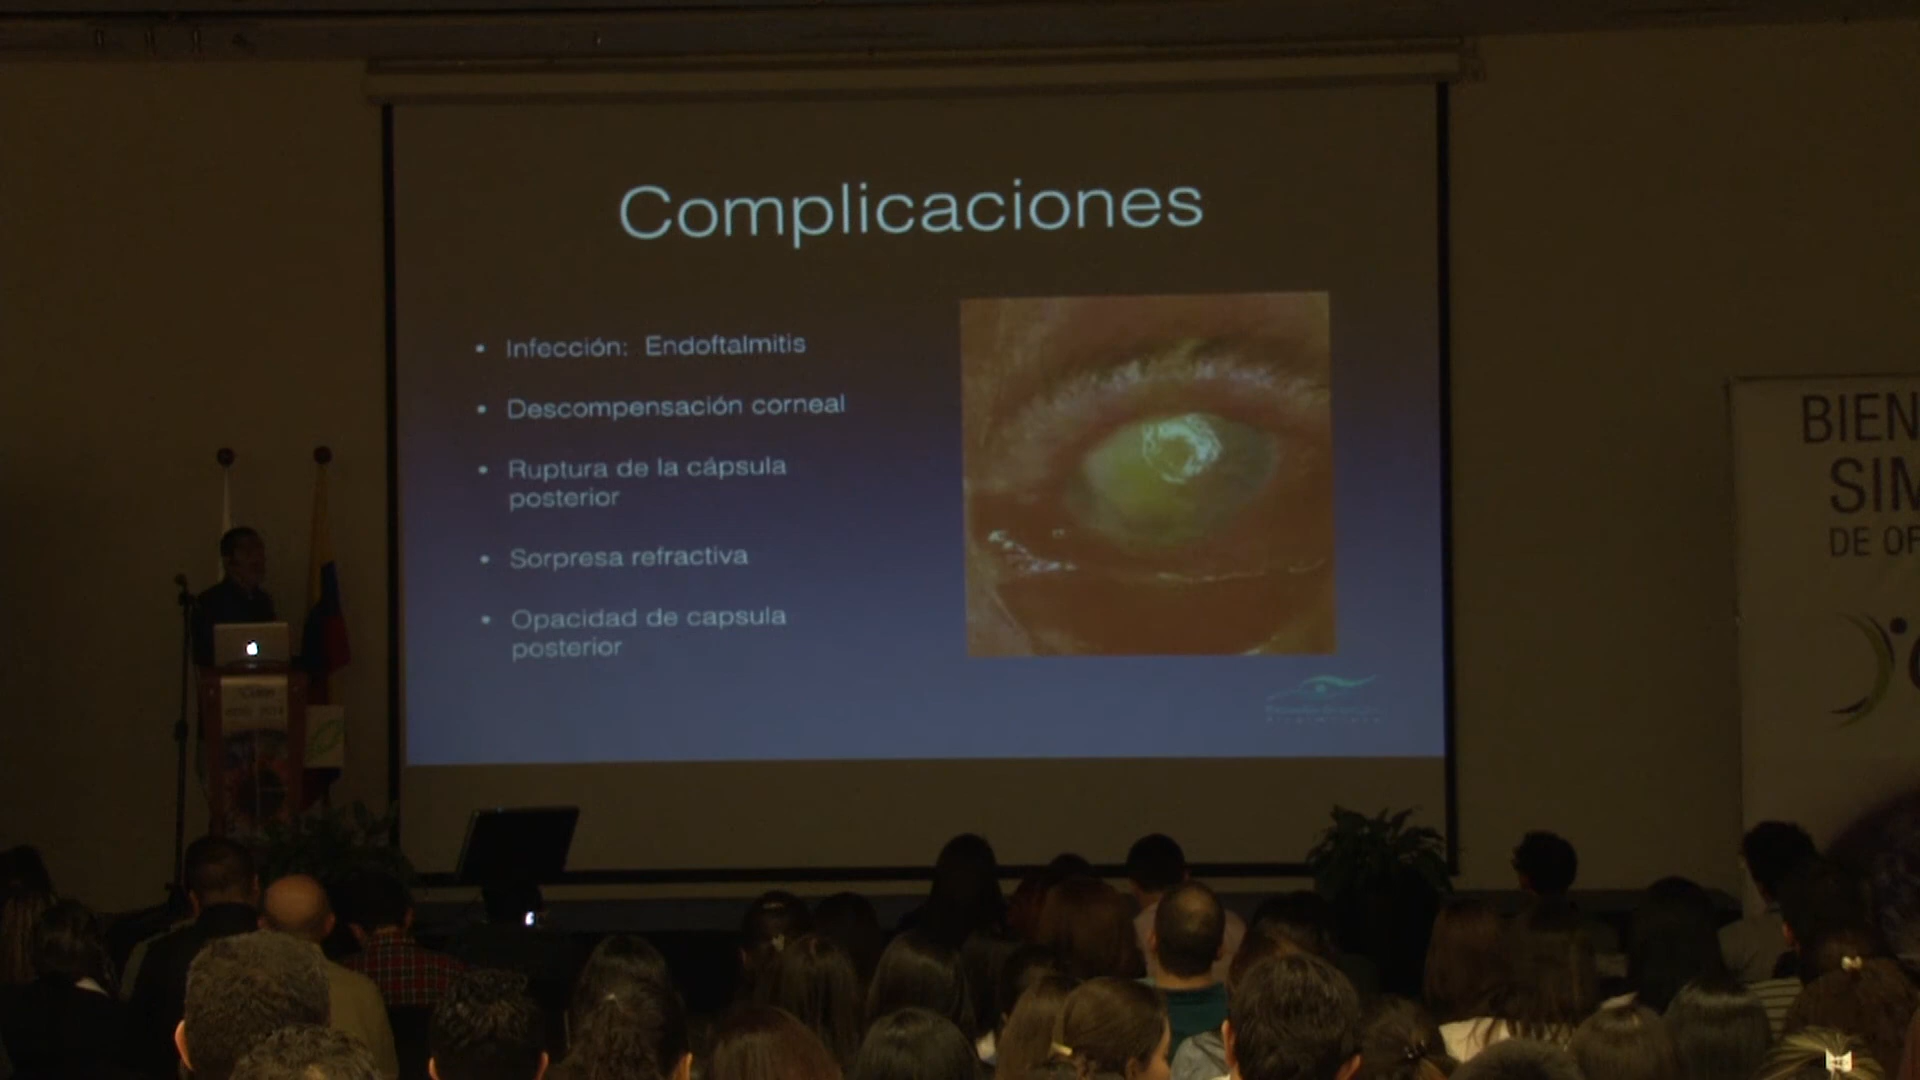 Complicaciones
• Infección: Endoftalmitis
• Descompensación corneal
• Ruptura de la cápsula
posterior
• Sorpresa refractiva
• Opacidad de capsula
posterior
BIEN
SIM
DE OP